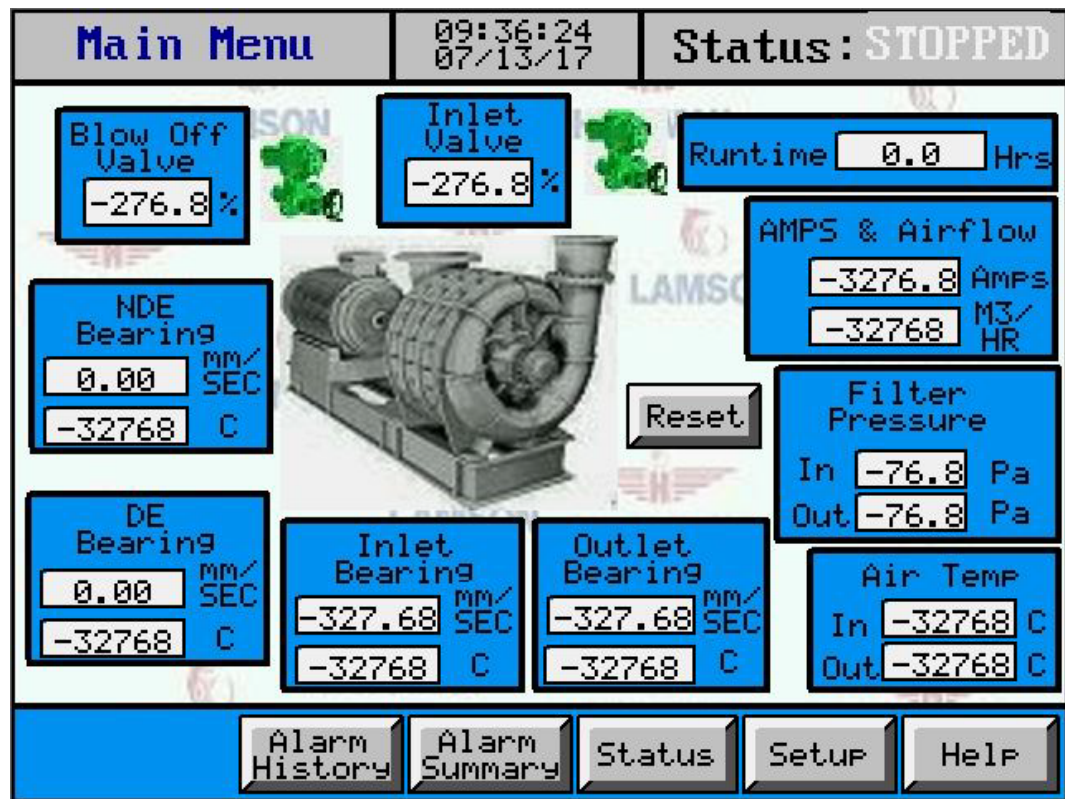 Main Menu
09:36:24
07/13/17
Status: STOPPED
Blow Off
Valve
-276.8 %
Inlet
Valve
-276.8 %
Runtime 0.0 Hrs
AMPS & Airflow
-3276.8 Amps
-32768 M3/
HR
NDE
Bearing
0.00 MM/
SEC
-32768 C
LAMSON
Reset
Filter
Pressure
In -76.8 Pa
Out -76.8 Pa
DE
Bearing
0.00 MM/
SEC
-32768 C
Inlet
Bearing
-327.68 MM/
SEC
-32768 C
Outlet
Bearing
-327.68 MM/
SEC
-32768 C
Air Temp
In -32768 C
Out -32768 C
Alarm
History
Alarm
Summary
Status
Setup
Help